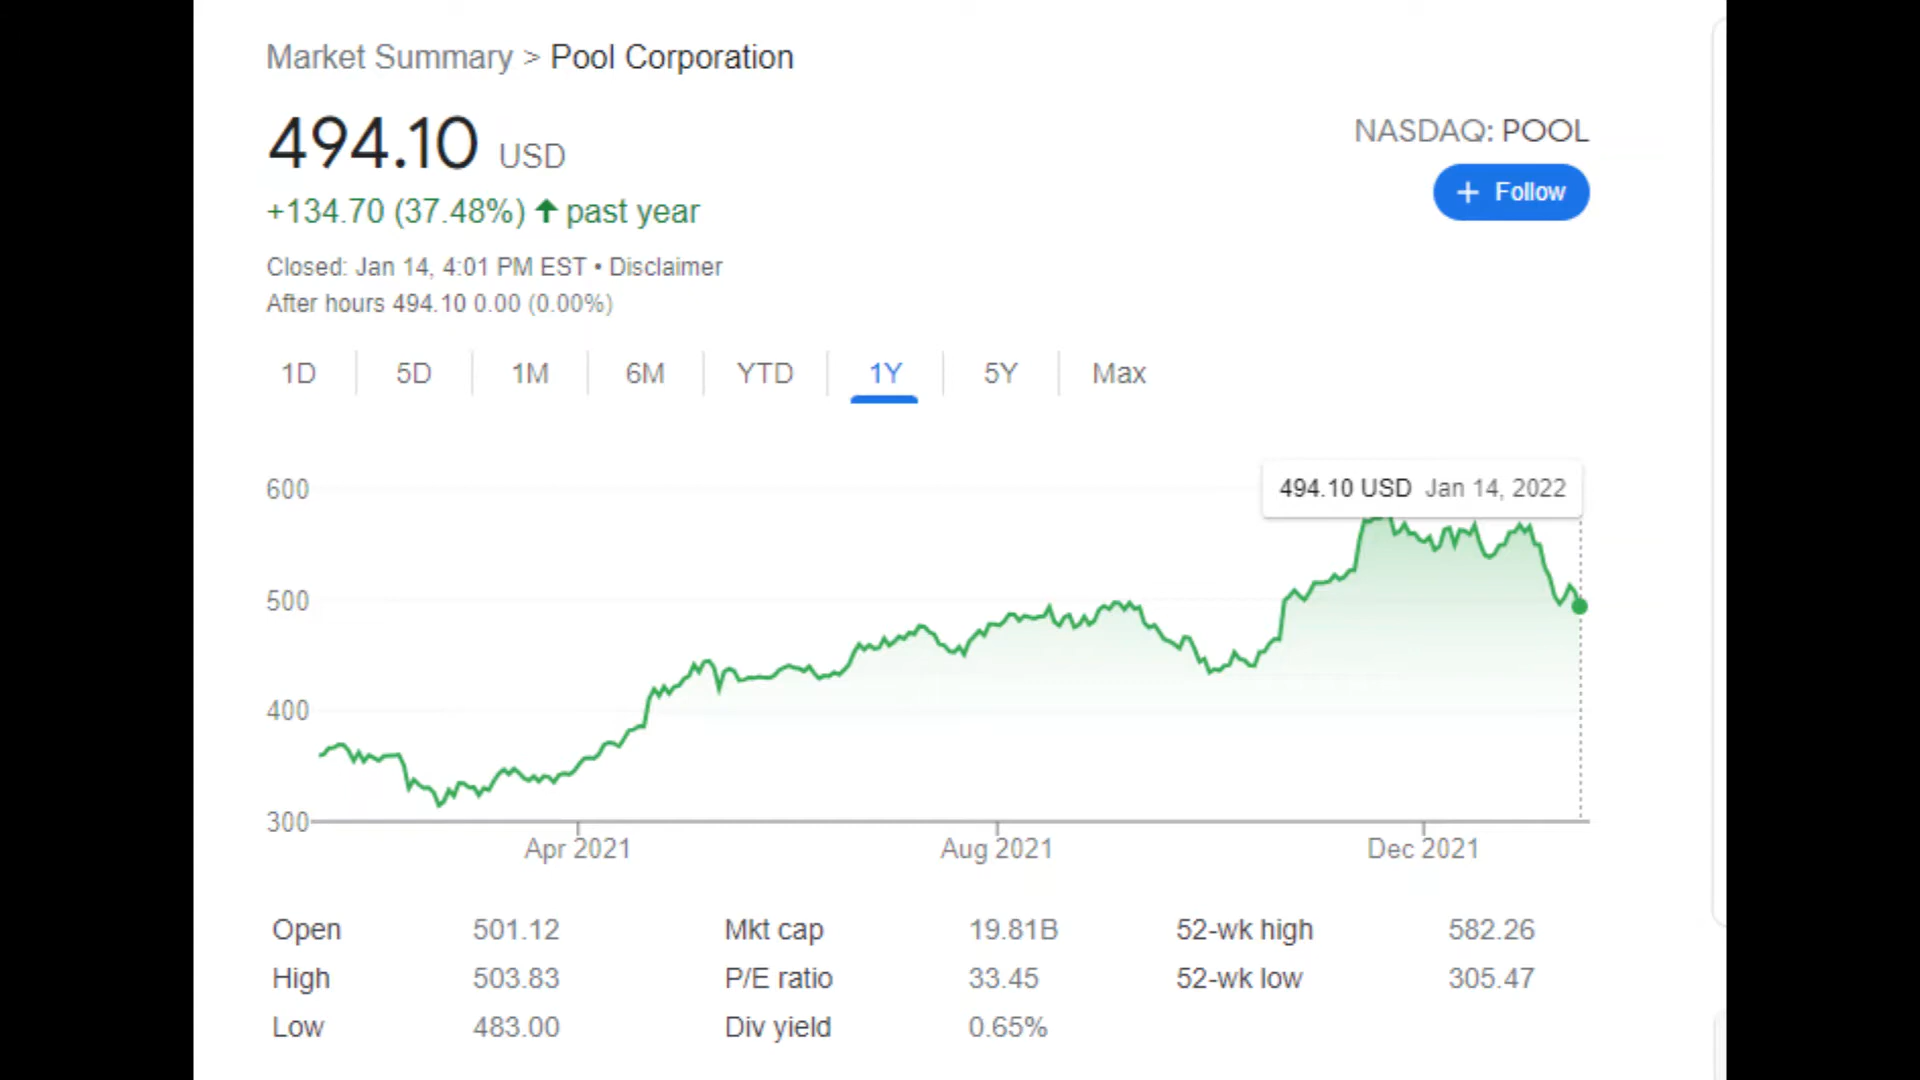 Market Summary > Pool Corporation
494.10 USD
NASDAQ: POOL
+ Follow
+134.70 (37.48%) ↑ past year
Closed: Jan 14, 4:01 PM EST • Disclaimer
After hours 494.10 0.00 (0.00%)
1D 5D 1M 6M YTD 1Y 5Y Max
494.10 USD Jan 14, 2022
600
500
400
300
Apr 2021 Aug 2021 Dec 2021
Open 501.12 Mkt cap 19.81B 52-wk high 582.26
High 503.83 P/E ratio 33.45 52-wk low 305.47
Low 483.00 Div yield 0.65%